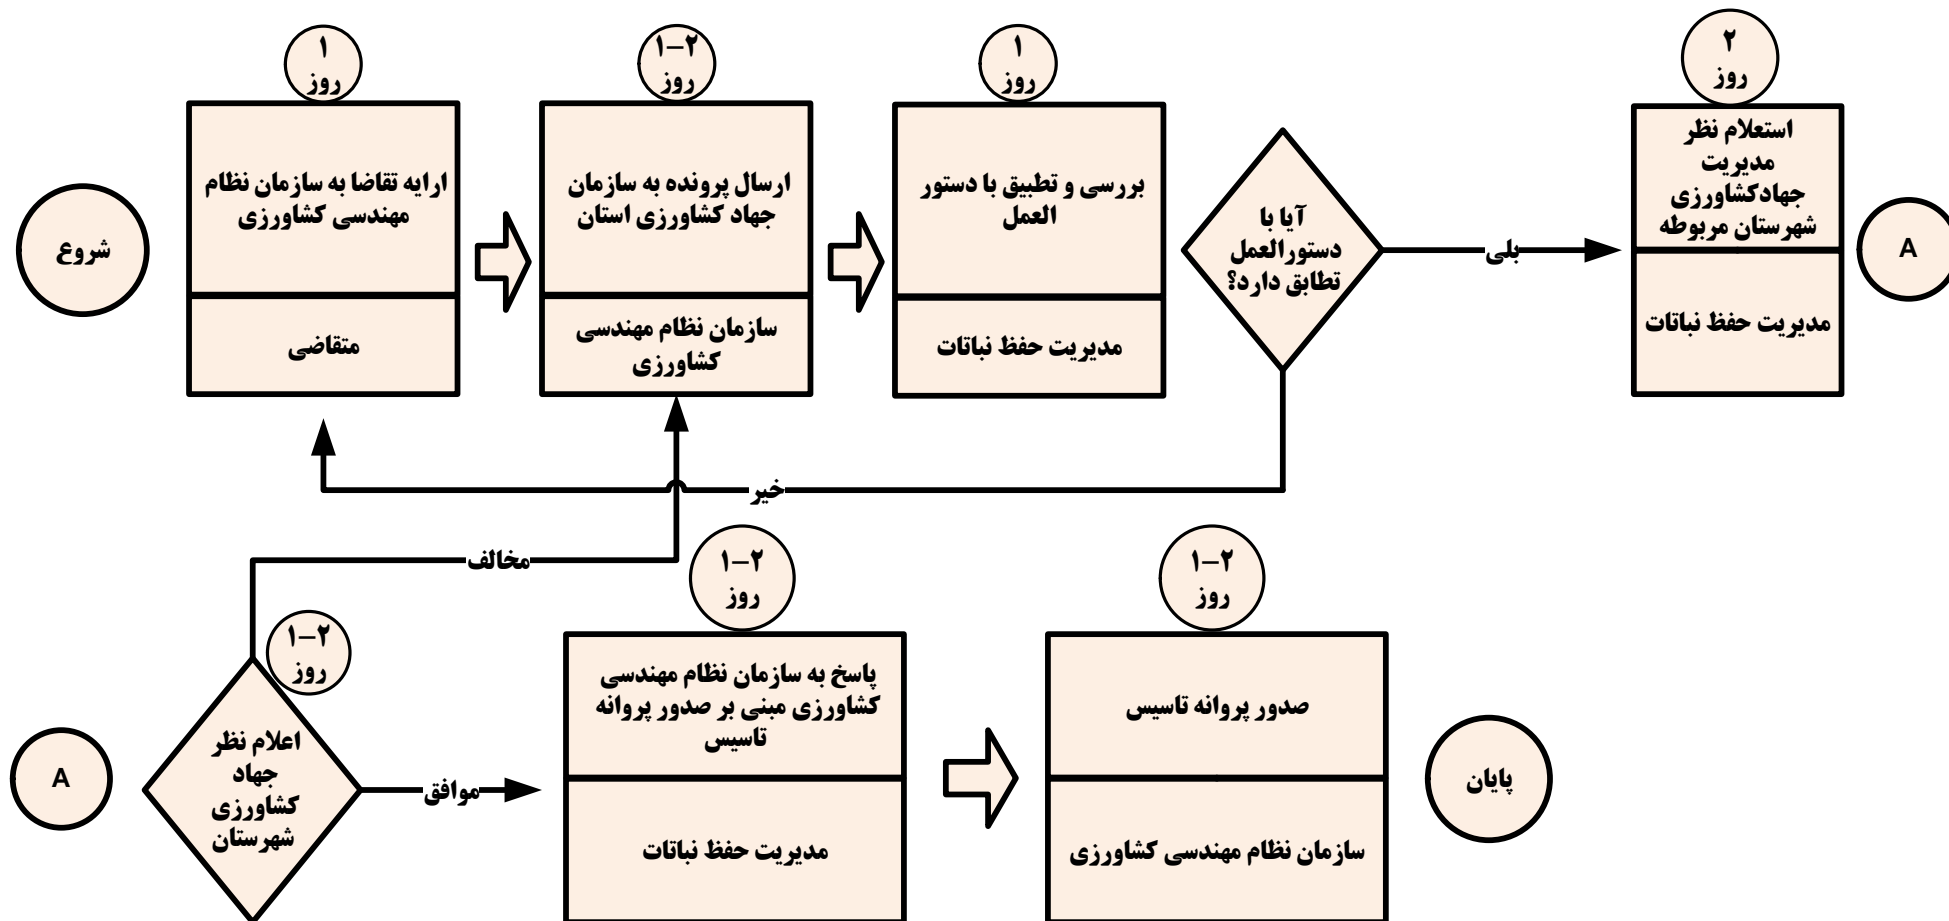 شروع
۱
روز
ارایه تقاضا به سازمان نظام
مهندسی کشاورزی
متقاضی
۱-۲
روز
ارسال پرونده به سازمان
جهاد کشاورزی استان
سازمان نظام مهندسی
کشاورزی
۱
روز
بررسی و تطبیق با دستور
العمل
مدیریت حفظ نباتات
آیا با
دستورالعمل
تطابق دارد؟
بلی
۲
روز
استعلام نظر
مدیریت
جهادکشاورزی
شهرستان مربوطه
مدیریت حفظ نباتات
A
خیر
مخالف
A
۱-۲
روز
اعلام نظر
جهاد
کشاورزی
شهرستان
موافق
۱-۲
روز
پاسخ به سازمان نظام مهندسی
کشاورزی مبنی بر صدور پروانه
تاسیس
مدیریت حفظ نباتات
۱-۲
روز
صدور پروانه تاسیس
سازمان نظام مهندسی کشاورزی
پایان